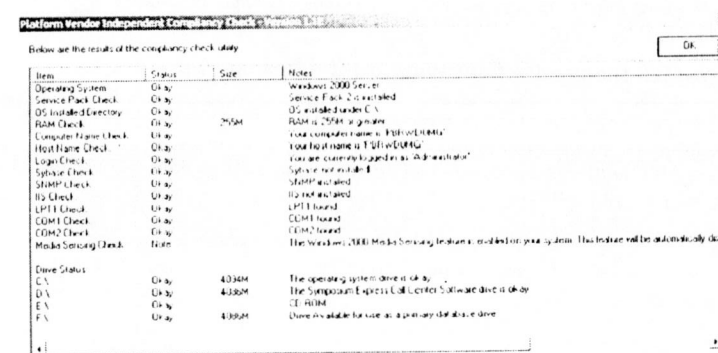 Platform Vendor Independent Compliancy Check - Version
Below are the results of the compliancy check utility
OK
Item Status Size Notes
Operating System Okay Windows 2000 Server
Service Pack Check Okay Service Pack 2 is installed
OS Installed Directory Okay OS installed under C:\
RAM Check Okay 255M RAM is 255M or greater
Computer Name Check Okay Your computer name is
Host Name Check Okay Your host name is
Login Check Okay You are currently logged in as "Administrator"
Sybase Check Okay Sybase not installed
SNMP Check Okay SNMP installed
IIS Check Okay IIS not installed
LPT1 Check Okay LPT1 found
COM1 Check Okay COM1 found
COM2 Check Okay COM2 found
Media Sensing Check Note The Windows 2000 Media Sensing feature is enabled on your system. This feature will be automatically
Drive Status
C:\ Okay 4034M The operating system drive is okay
D:\ Okay The Symposium Express Call Center Software drive is okay
E:\ Okay CD ROM
F:\ Okay Drive Available for use as a primary database drive